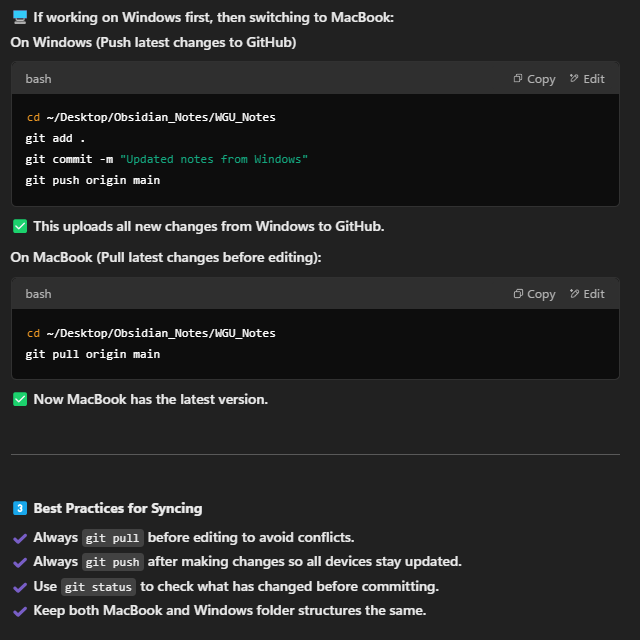 🖥️ If working on Windows first, then switching to MacBook:
On Windows (Push latest changes to GitHub)
bash
Copy Edit
cd ~/Desktop/Obsidian_Notes/WGU_Notes
git add .
git commit -m "Updated notes from Windows"
git push origin main
✅ This uploads all new changes from Windows to GitHub.
On MacBook (Pull latest changes before editing):
bash
Copy Edit
cd ~/Desktop/Obsidian_Notes/WGU_Notes
git pull origin main
✅ Now MacBook has the latest version.
3️⃣ Best Practices for Syncing
✔ Always git pull before editing to avoid conflicts.
✔ Always git push after making changes so all devices stay updated.
✔ Use git status to check what has changed before committing.
✔ Keep both MacBook and Windows folder structures the same.